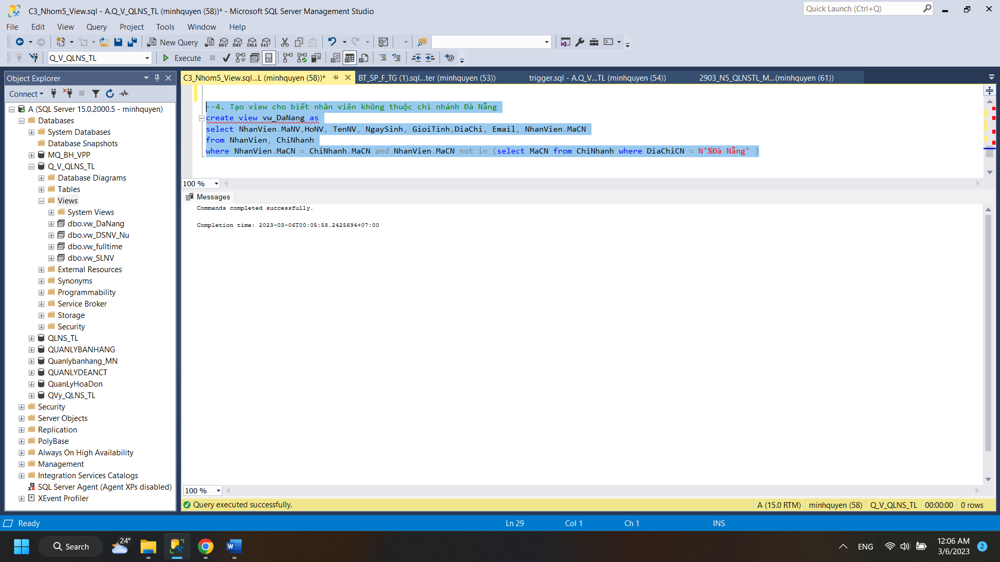 C3_Nhom5_View.sql - A.Q_V_QLNS_TL (minhquyen (58))* - Microsoft SQL Server Management Studio
Quick Launch (Ctrl+Q)
File Edit View Query Project Tools Window Help
New Query
MDX DMX XMLA DAX
Q_V_QLNS_TL
Execute
Object Explorer
C3_Nhom5_View.sql...L (minhquyen (58))*
BT_SP_F_TG (1).sql...ter (minhquyen (53))
trigger.sql - A.Q_V...TL (minhquyen (54))
2903_N5_QLNSTL_M...(minhquyen (61))
Connect
A (SQL Server 15.0.2000.5 - minhquyen)
Databases
System Databases
Database Snapshots
MQ_BH_VPP
Q_V_QLNS_TL
Database Diagrams
Tables
Views
System Views
dbo.vw_DaNang
dbo.vw_DSNV_Nu
dbo.vw_fulltime
dbo.vw_SLNV
External Resources
Synonyms
Programmability
Service Broker
Storage
Security
QLNS_TL
QUANLYBANHANG
Quanlybanhang_MN
QUANLYDEANCT
QuanLyHoaDon
QVy_QLNS_TL
Security
Server Objects
Replication
PolyBase
Always On High Availability
Management
Integration Services Catalogs
SQL Server Agent (Agent XPs disabled)
XEvent Profiler
--4. Tạo view cho biết nhân viên không thuộc chi nhánh Đà Nẵng
create view vw_DaNang as
select NhanVien.MaNV,HoNV, TenNV, NgaySinh, GioiTinh,DiaChi, Email, NhanVien.MaCN
from NhanVien, ChiNhanh
where NhanVien.MaCN = ChiNhanh.MaCN and NhanVien.MaCN not in (select MaCN from ChiNhanh where DiaChiCN = N'%Đà Nẵng' )
100 %
Messages
Commands completed successfully.
Completion time: 2023-03-06T00:05:58.2425694+07:00
100 %
Query executed successfully.
A (15.0 RTM) minhquyen (58) Q_V_QLNS_TL 00:00:00 0 rows
Ready
Ln 29 Col 1 Ch 1 INS
Search
24°
ENG
12:06 AM
3/6/2023
2